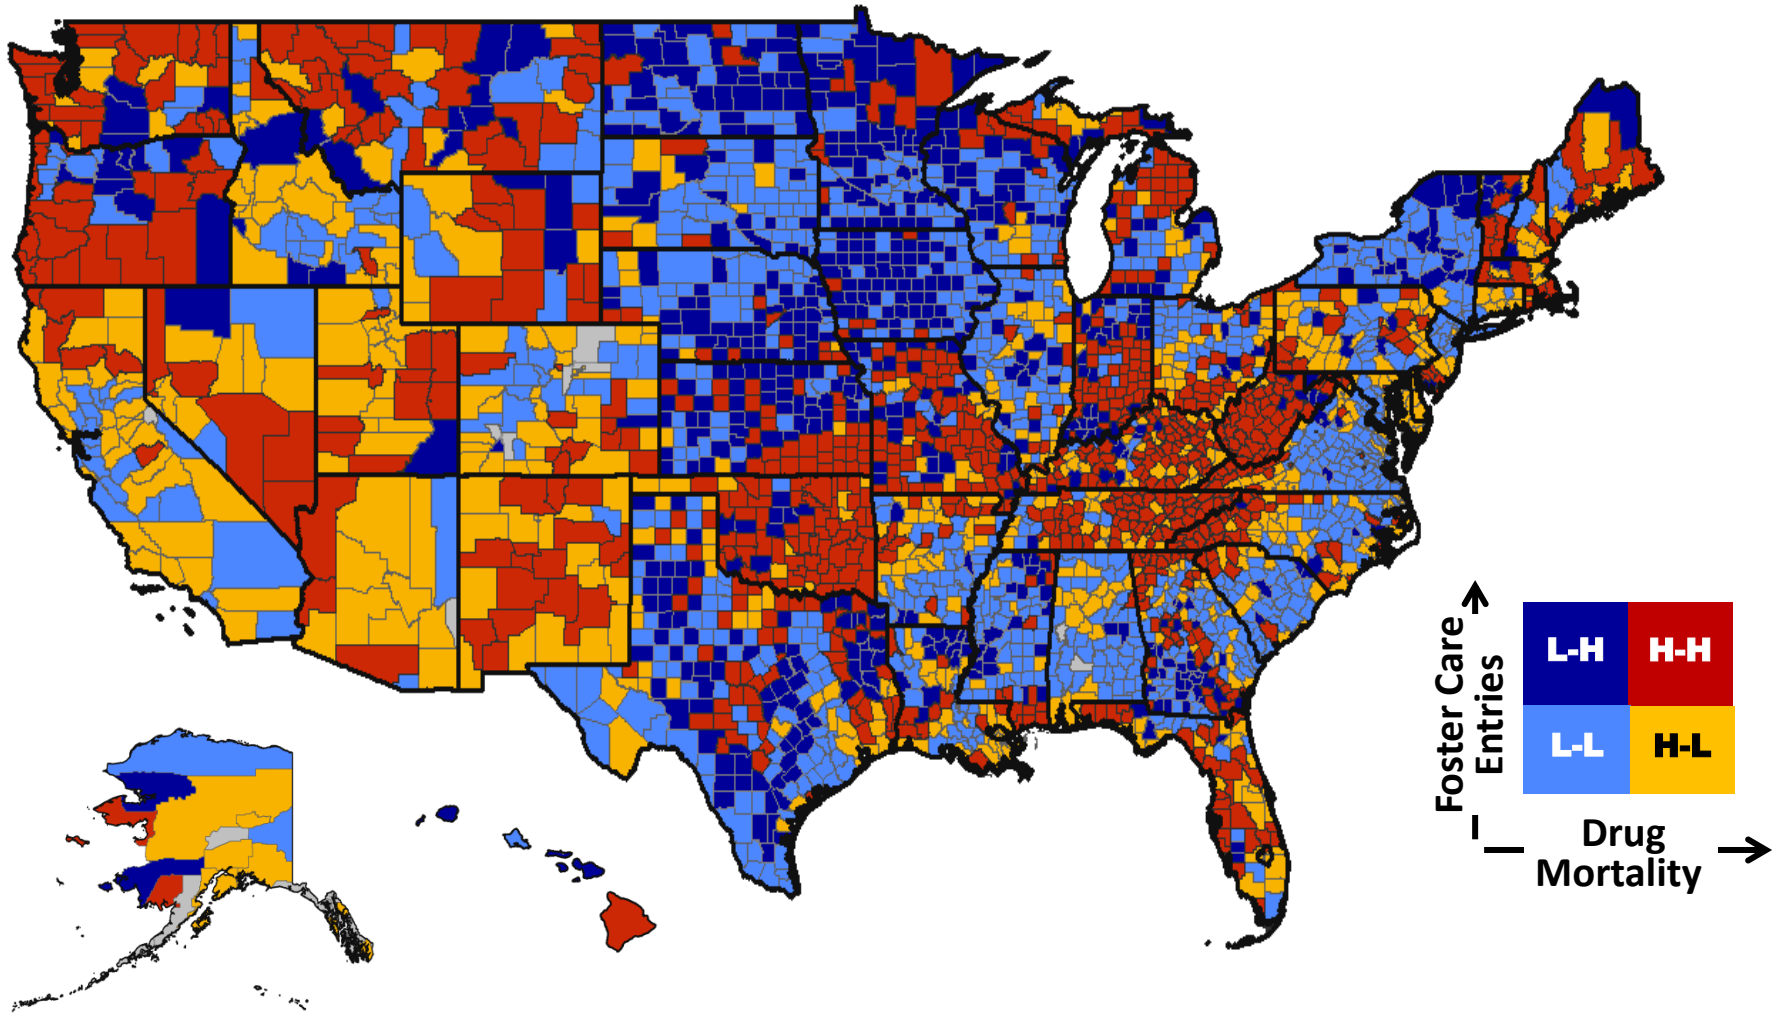 Foster Care
Entries
L-H
H-H
L-L
H-L
Drug
Mortality